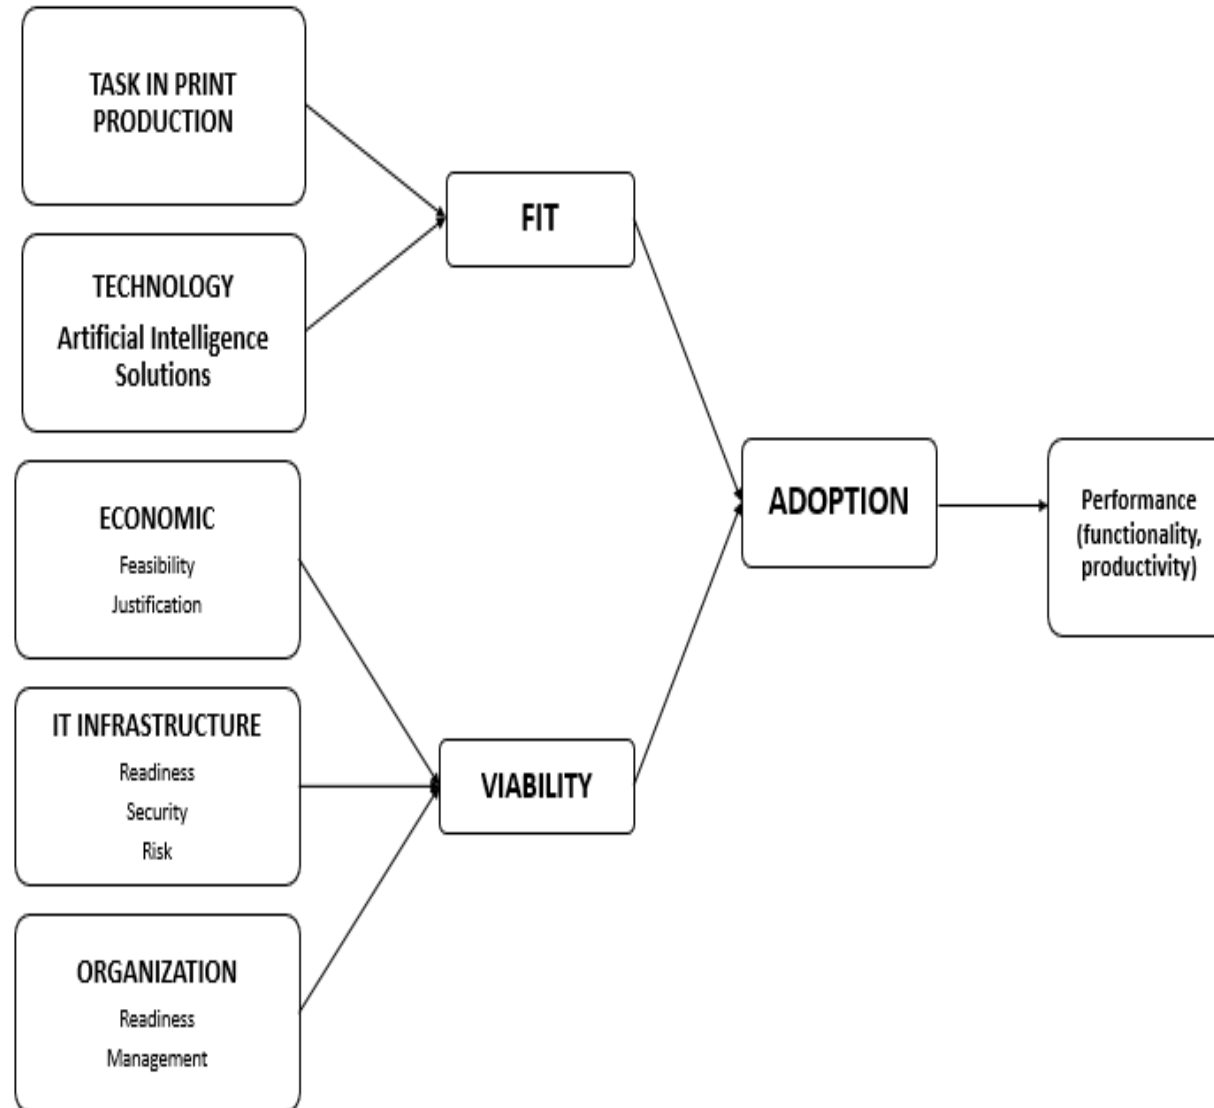 TASK IN PRINT
PRODUCTION
TECHNOLOGY
Artificial Intelligence
Solutions
FIT
ECONOMIC
Feasibility
Justification
IT INFRASTRUCTURE
Readiness
Security
Risk
ORGANIZATION
Readiness
Management
VIABILITY
ADOPTION
Performance
(functionality,
productivity)